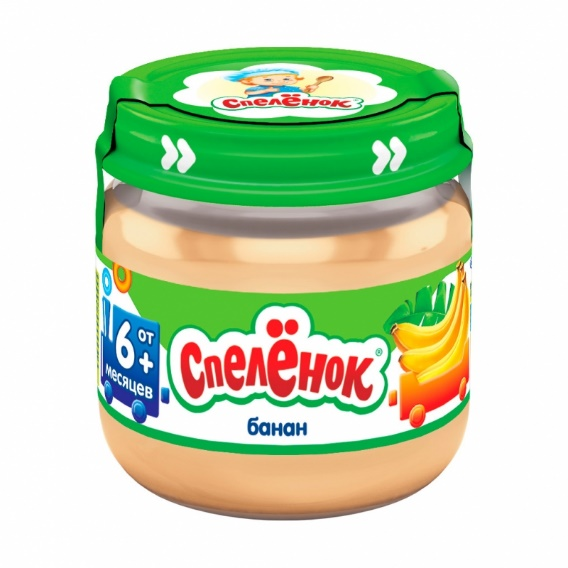 Спелёнок
Спелёнок®
от
6+
месяцев
банан